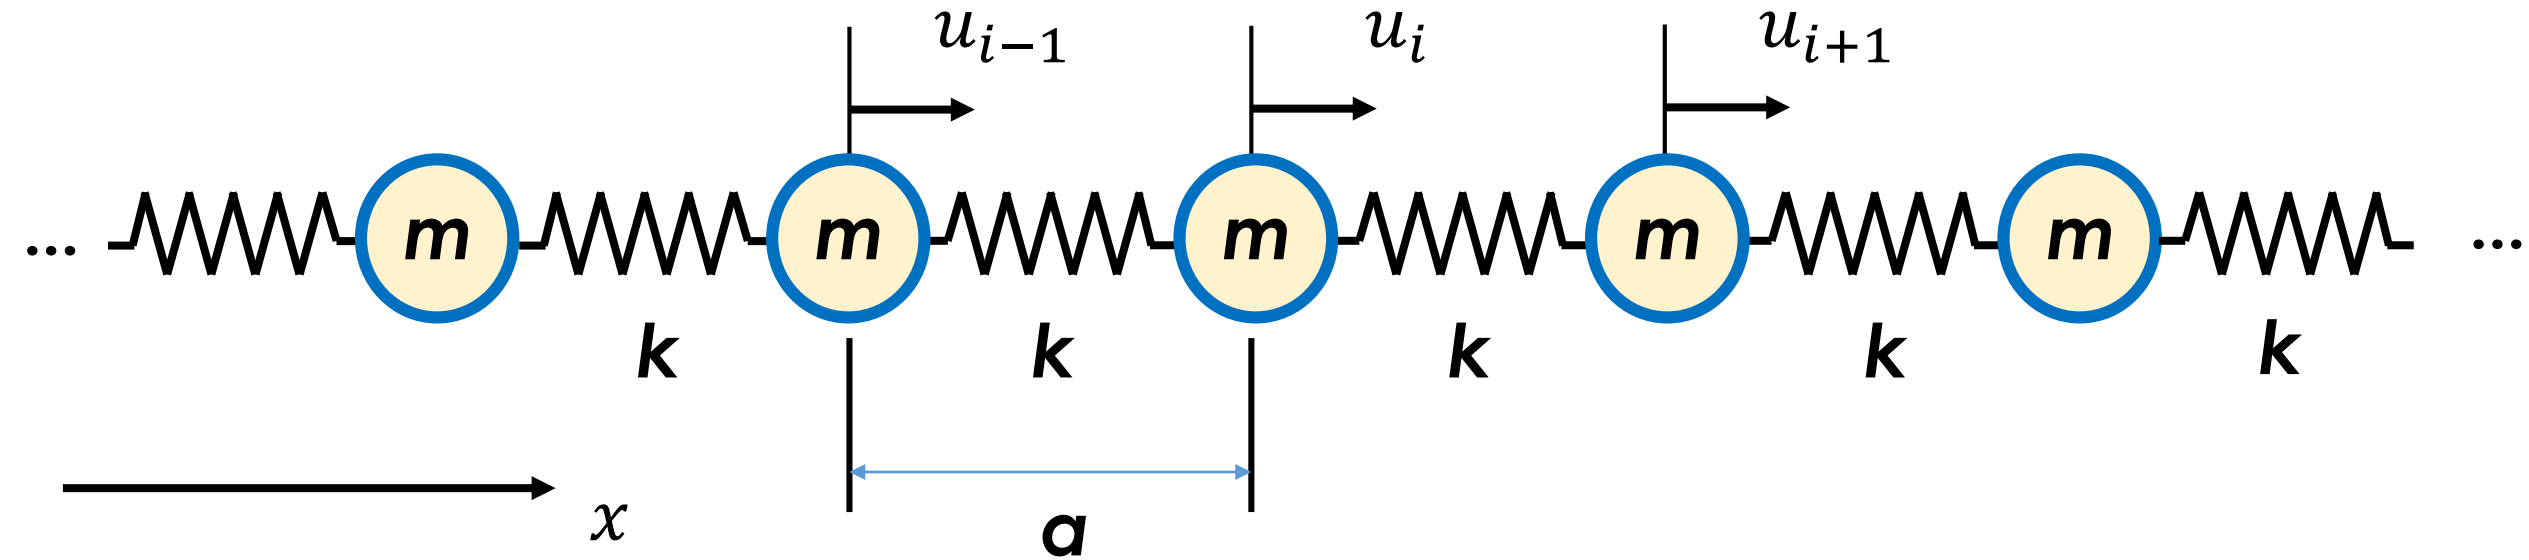 u_{i−1} u_i u_{i+1}
... m m m m m ...
k k k k k
x a